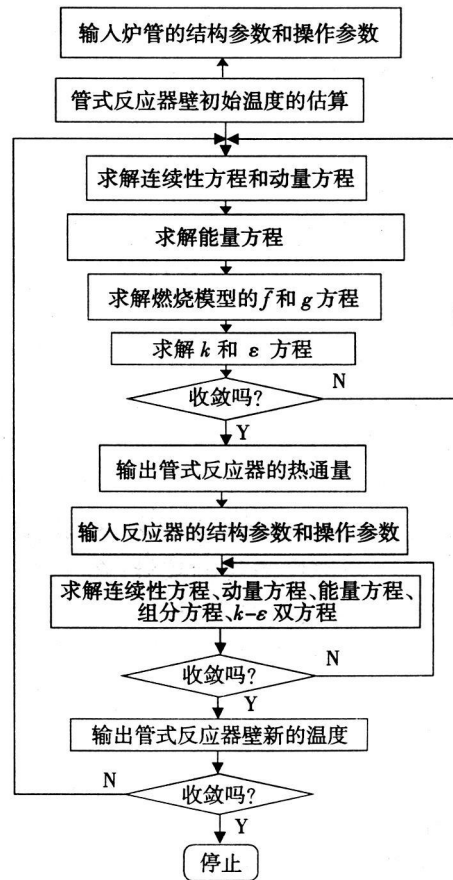 输入炉管的结构参数和操作参数
管式反应器壁初始温度的估算
求解连续性方程和动量方程
求解能量方程
求解燃烧模型的 f̄ 和 g 方程
求解 k 和 ε 方程
收敛吗?
N
Y
输出管式反应器的热通量
输入反应器的结构参数和操作参数
求解连续性方程、动量方程、能量方程、
组分方程、k-ε 双方程
收敛吗?
N
Y
输出管式反应器壁新的温度
N
收敛吗?
Y
停止